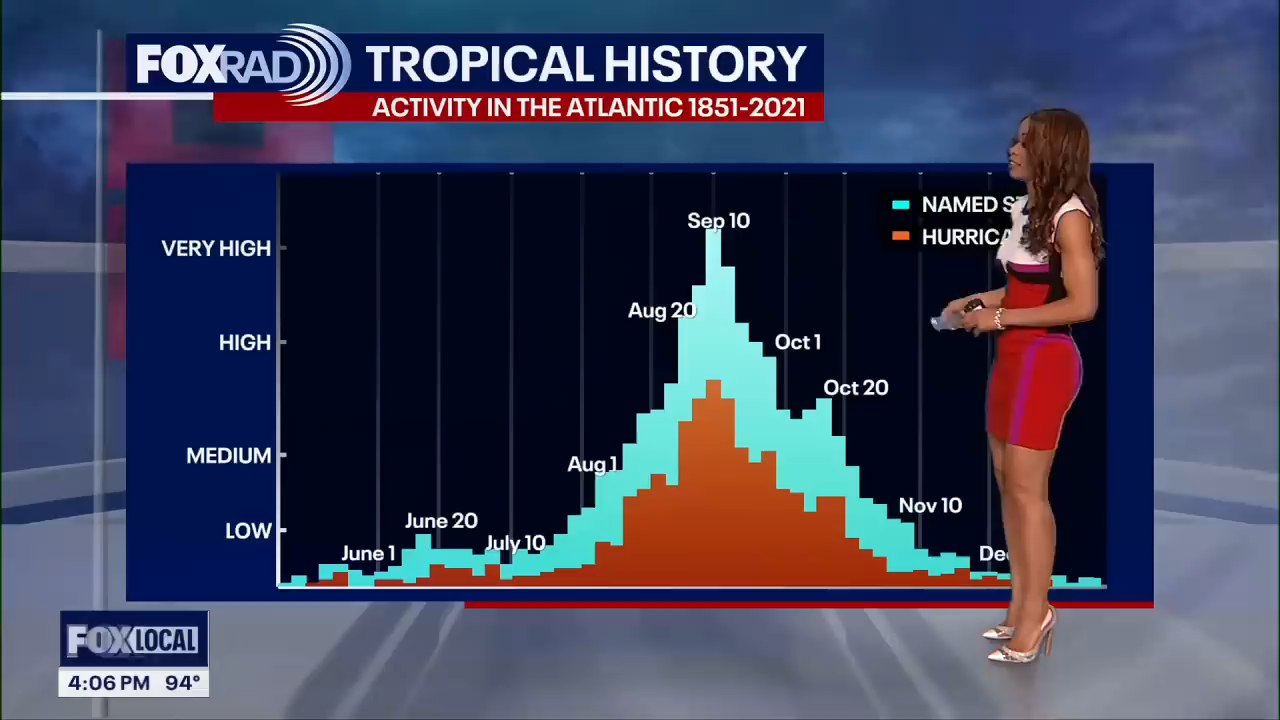 FOXRAD TROPICAL HISTORY
ACTIVITY IN THE ATLANTIC 1851-2021
NAMED
Sep 10
VERY HIGH
Aug 20
HIGH
Oct 1
Oct 20
MEDIUM
Aug 1
Nov 10
June 20
LOW
July 10
June 1
FOX LOCAL
4:06 PM 94°